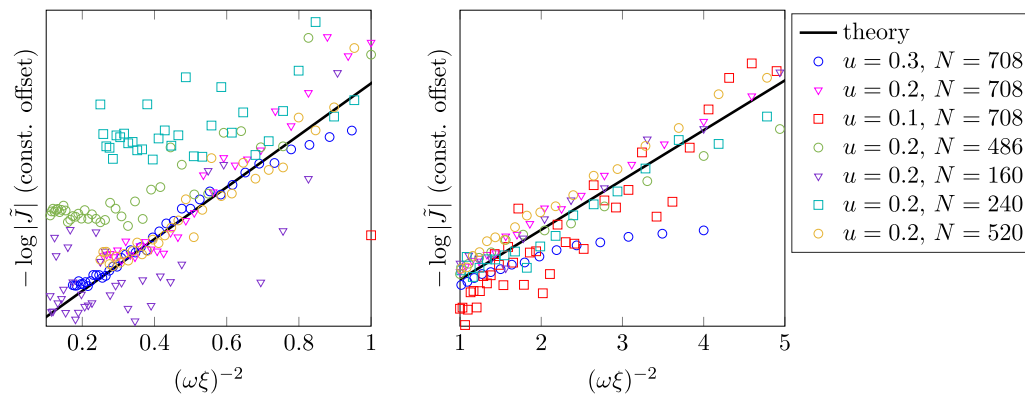 − log |J̃| (const. offset)
0.2 0.4 0.6 0.8 1
(ωξ)⁻²
− log |J̃| (const. offset)
1 2 3 4 5
(ωξ)⁻²
theory
u = 0.3, N = 708
u = 0.2, N = 708
u = 0.1, N = 708
u = 0.2, N = 486
u = 0.2, N = 160
u = 0.2, N = 240
u = 0.2, N = 520